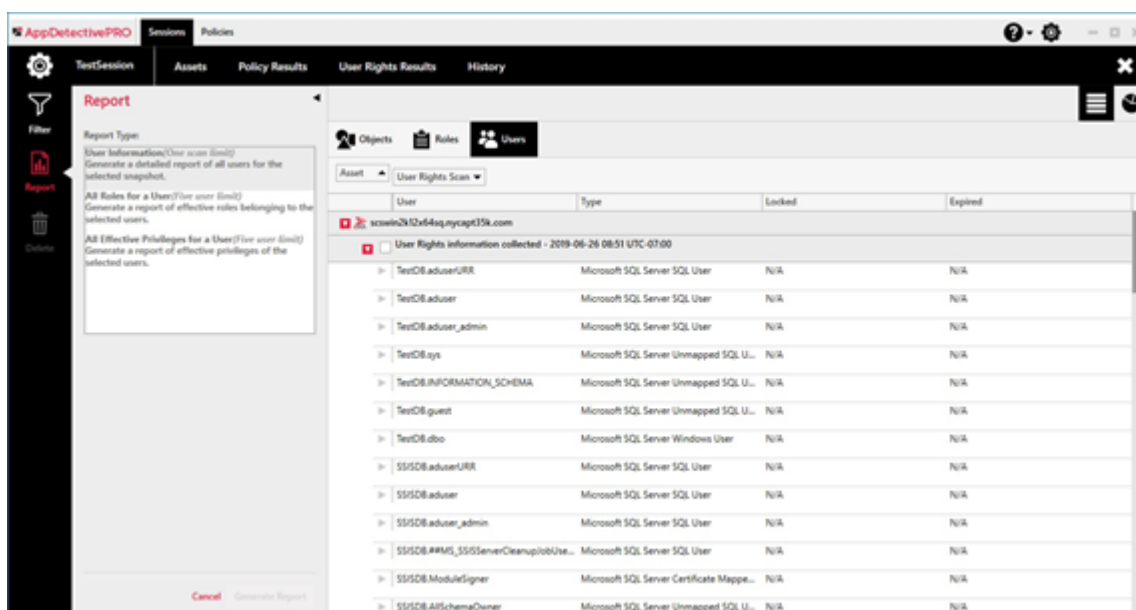 AppDetectivePRO Sessions Policies
TestSession Assets Policy Results User Rights Results History
Filter
Report
Delete
Report
Report Type:
User Information(One scan limit)
Generate a detailed report of all users for the
selected snapshot.
All Roles for a User(Five user limit)
Generate a report of effective roles belonging to the
selected users.
All Effective Privileges for a User(Five user limit)
Generate a report of effective privileges of the
selected users.
Cancel Generate Report
Objects Roles Users
Asset User Rights Scan
User Type Locked Expired
scswin2k12x64sq.nycapt35k.com
User Rights information collected - 2019-06-26 08:51 UTC-07:00
TestDB.aduserURR Microsoft SQL Server SQL User N/A N/A
TestDB.aduser Microsoft SQL Server SQL User N/A N/A
TestDB.aduser_admin Microsoft SQL Server SQL User N/A N/A
TestDB.sys Microsoft SQL Server Unmapped SQL U... N/A N/A
TestDB.INFORMATION_SCHEMA Microsoft SQL Server Unmapped SQL U... N/A N/A
TestDB.guest Microsoft SQL Server Unmapped SQL U... N/A N/A
TestDB.dbo Microsoft SQL Server Windows User N/A N/A
SSISDB.aduserURR Microsoft SQL Server SQL User N/A N/A
SSISDB.aduser Microsoft SQL Server SQL User N/A N/A
SSISDB.aduser_admin Microsoft SQL Server SQL User N/A N/A
SSISDB.##MS_SSISServerCleanupJobUse... Microsoft SQL Server SQL User N/A N/A
SSISDB.ModuleSigner Microsoft SQL Server Certificate Mappe... N/A N/A
SSISDB.AllSchemaOwner Microsoft SQL Server Unmapped SQL U... N/A N/A